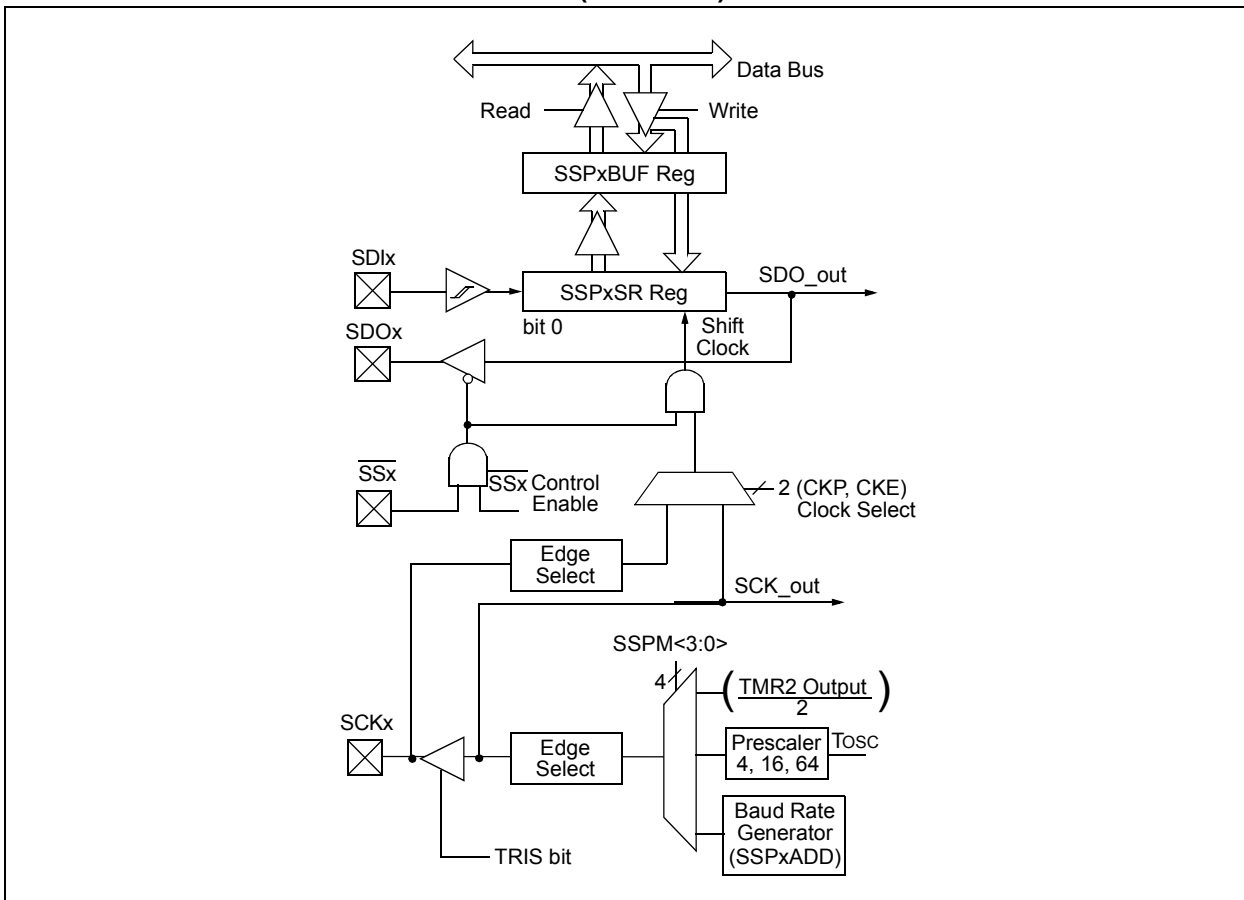 Data Bus
Read
Write
SSPxBUF Reg
SDIx
SSPxSR Reg
SDO_out
bit 0
Shift
Clock
SDOx
SSx
SSx Control
Enable
2 (CKP, CKE)
Clock Select
Edge
Select
SCK_out
SSPM<3:0>
4
( TMR2 Output )
2
SCKx
Edge
Select
Prescaler
4, 16, 64
TOSC
Baud Rate
Generator
(SSPxADD)
TRIS bit